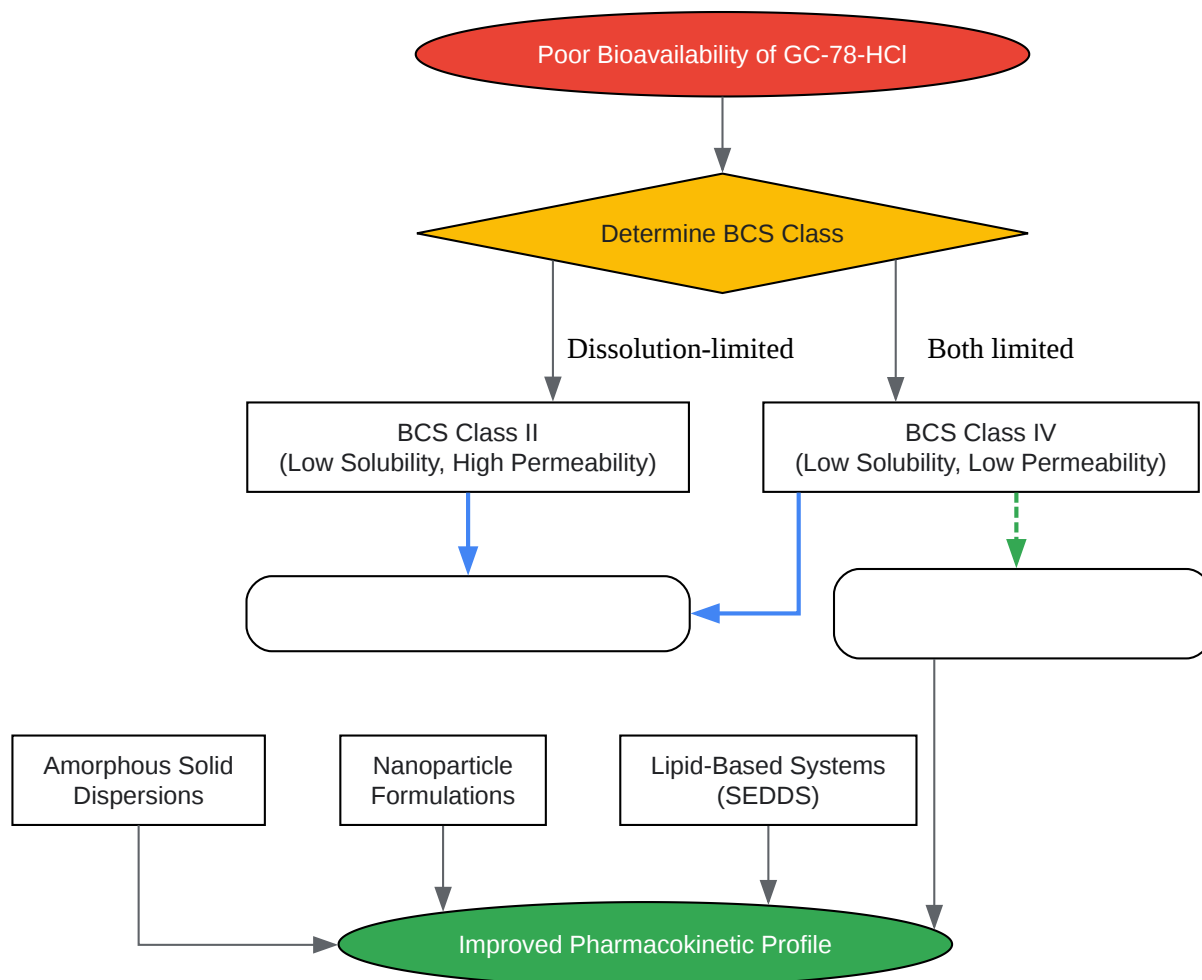 Poor Bioavailability of GC-78-HCl
Determine BCS Class
Dissolution-limited
Both limited
BCS Class II
(Low Solubility, High Permeability)
BCS Class IV
(Low Solubility, Low Permeability)
Amorphous Solid
Dispersions
Nanoparticle
Formulations
Lipid-Based Systems
(SEDDS)
Improved Pharmacokinetic Profile